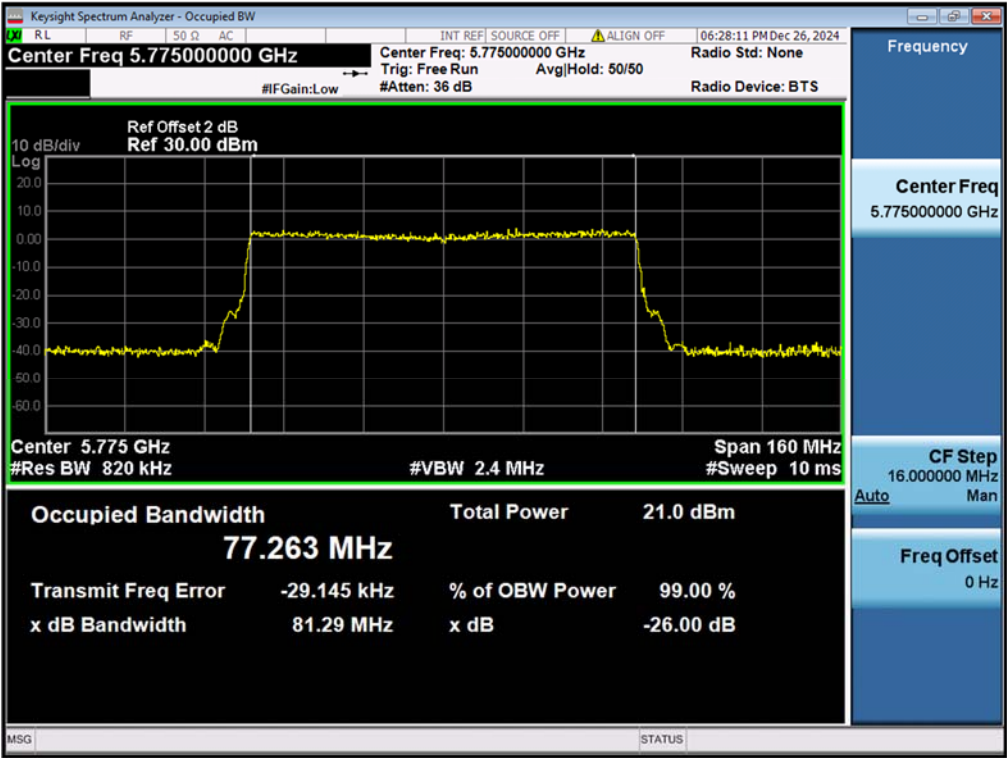 Keysight Spectrum Analyzer - Occupied BW
LXI RL RF 50 Ω AC INT REF SOURCE OFF ALIGN OFF 06:28:11 PM Dec 26, 2024
Center Freq 5.775000000 GHz
Center Freq: 5.775000000 GHz
Radio Std: None
Trig: Free Run
Avg|Hold: 50/50
#IFGain:Low
#Atten: 36 dB
Radio Device: BTS
Frequency
Ref Offset 2 dB
10 dB/div
Ref 30.00 dBm
Log
20.0
10.0
0.00
-10.0
-20.0
-30.0
-40.0
-50.0
-60.0
Center 5.775 GHz
Span 160 MHz
#Res BW 820 kHz
#VBW 2.4 MHz
#Sweep 10 ms
Center Freq
5.775000000 GHz
CF Step
16.000000 MHz
Auto Man
Freq Offset
0 Hz
Occupied Bandwidth
Total Power 21.0 dBm
77.263 MHz
Transmit Freq Error -29.145 kHz
% of OBW Power 99.00 %
x dB Bandwidth 81.29 MHz
x dB -26.00 dB
MSG
STATUS